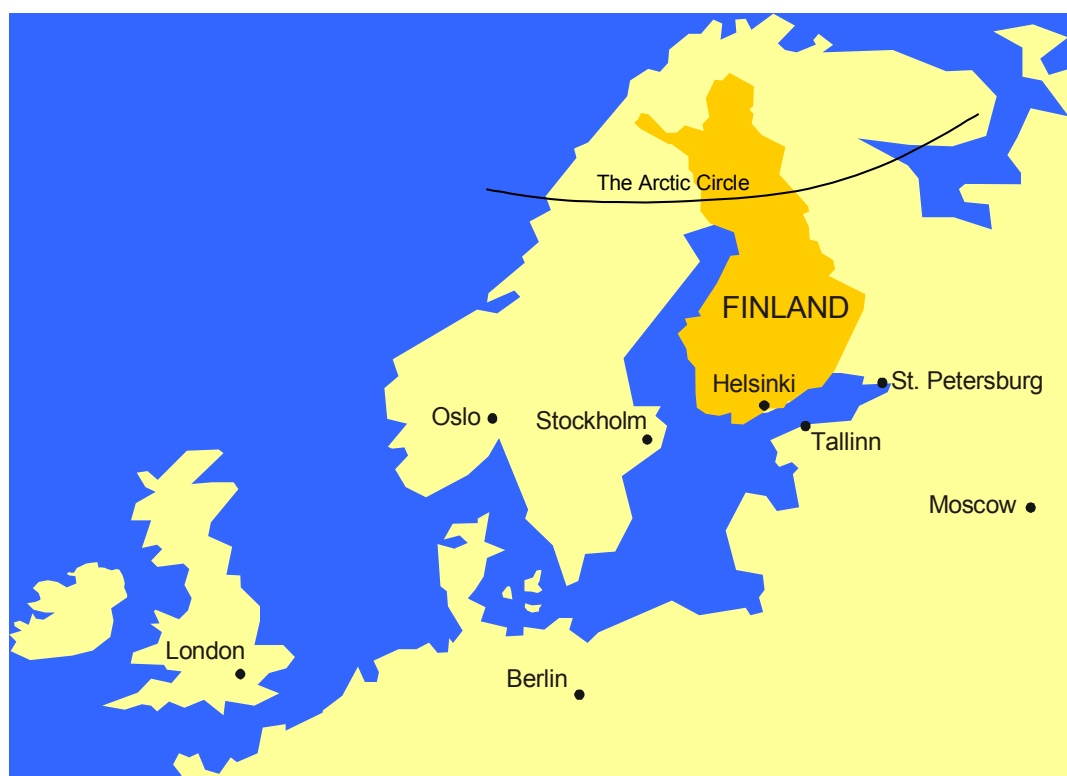 The Arctic Circle
FINLAND
Helsinki
St. Petersburg
Oslo
Stockholm
Tallinn
Moscow
London
Berlin